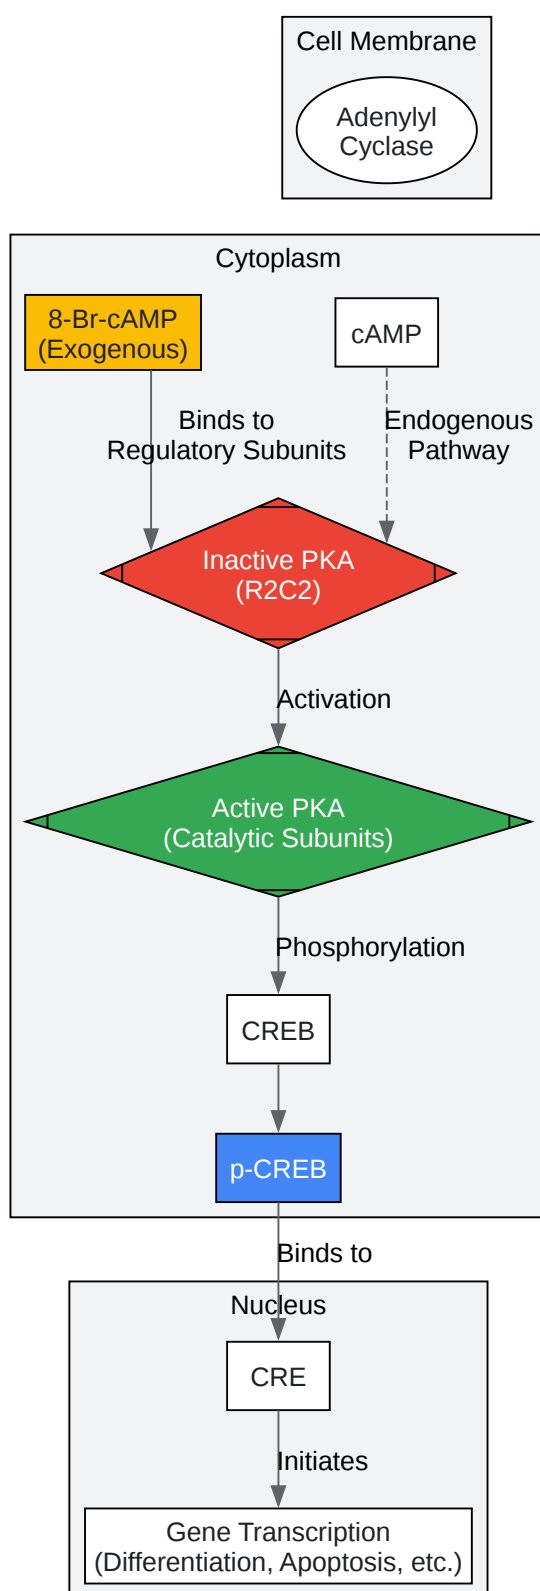 Cell Membrane
Adenylyl
Cyclase
Cytoplasm
8-Br-cAMP
(Exogenous)
cAMP
Binds to
Regulatory Subunits
Endogenous
Pathway
Inactive PKA
(R2C2)
Activation
Active PKA
(Catalytic Subunits)
Phosphorylation
CREB
p-CREB
Binds to
Nucleus
CRE
Initiates
Gene Transcription
(Differentiation, Apoptosis, etc.)